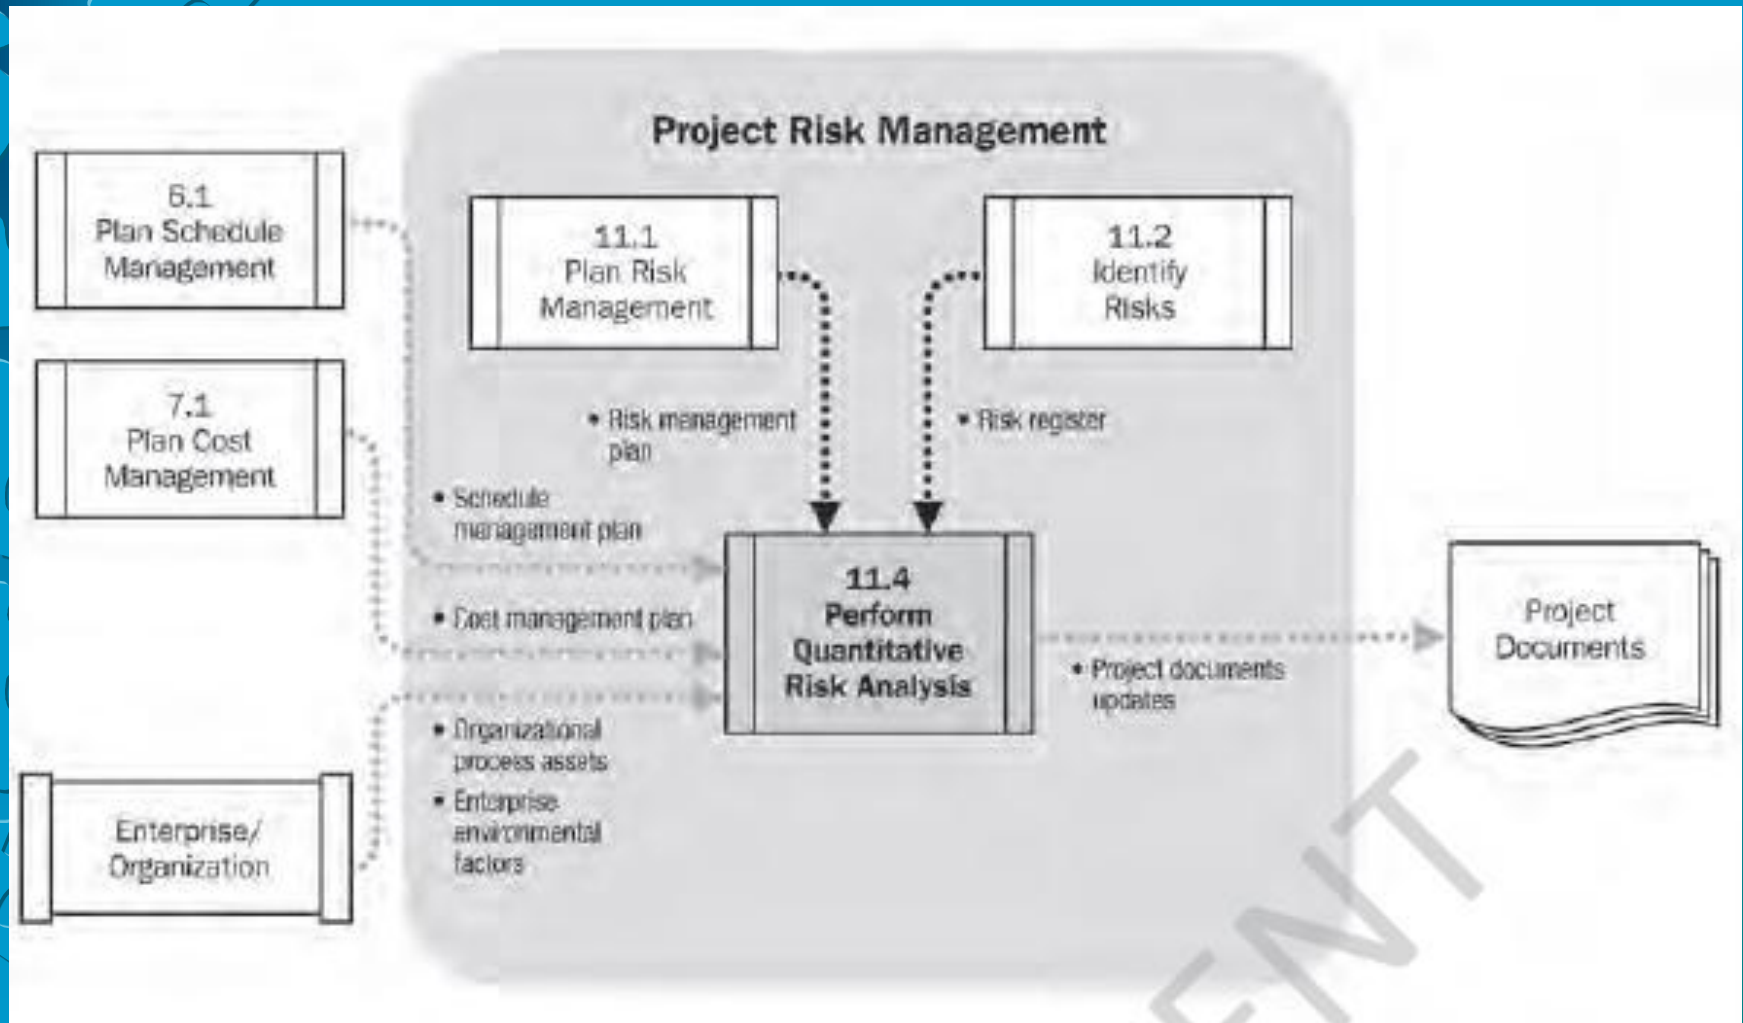 Project Risk Management
6.1
Plan Schedule
Management
11.1
Plan Risk
Management
11.2
Identify
Risks
7.1
Plan Cost
Management
• Risk management
plan
• Risk register
• Schedule
management plan
• Cost management plan
11.4
Perform
Quantitative
Risk Analysis
• Project documents
updates
Project
Documents
• Organizational
process assets
• Enterprise
environmental
factors
Enterprise/
Organization
ENT